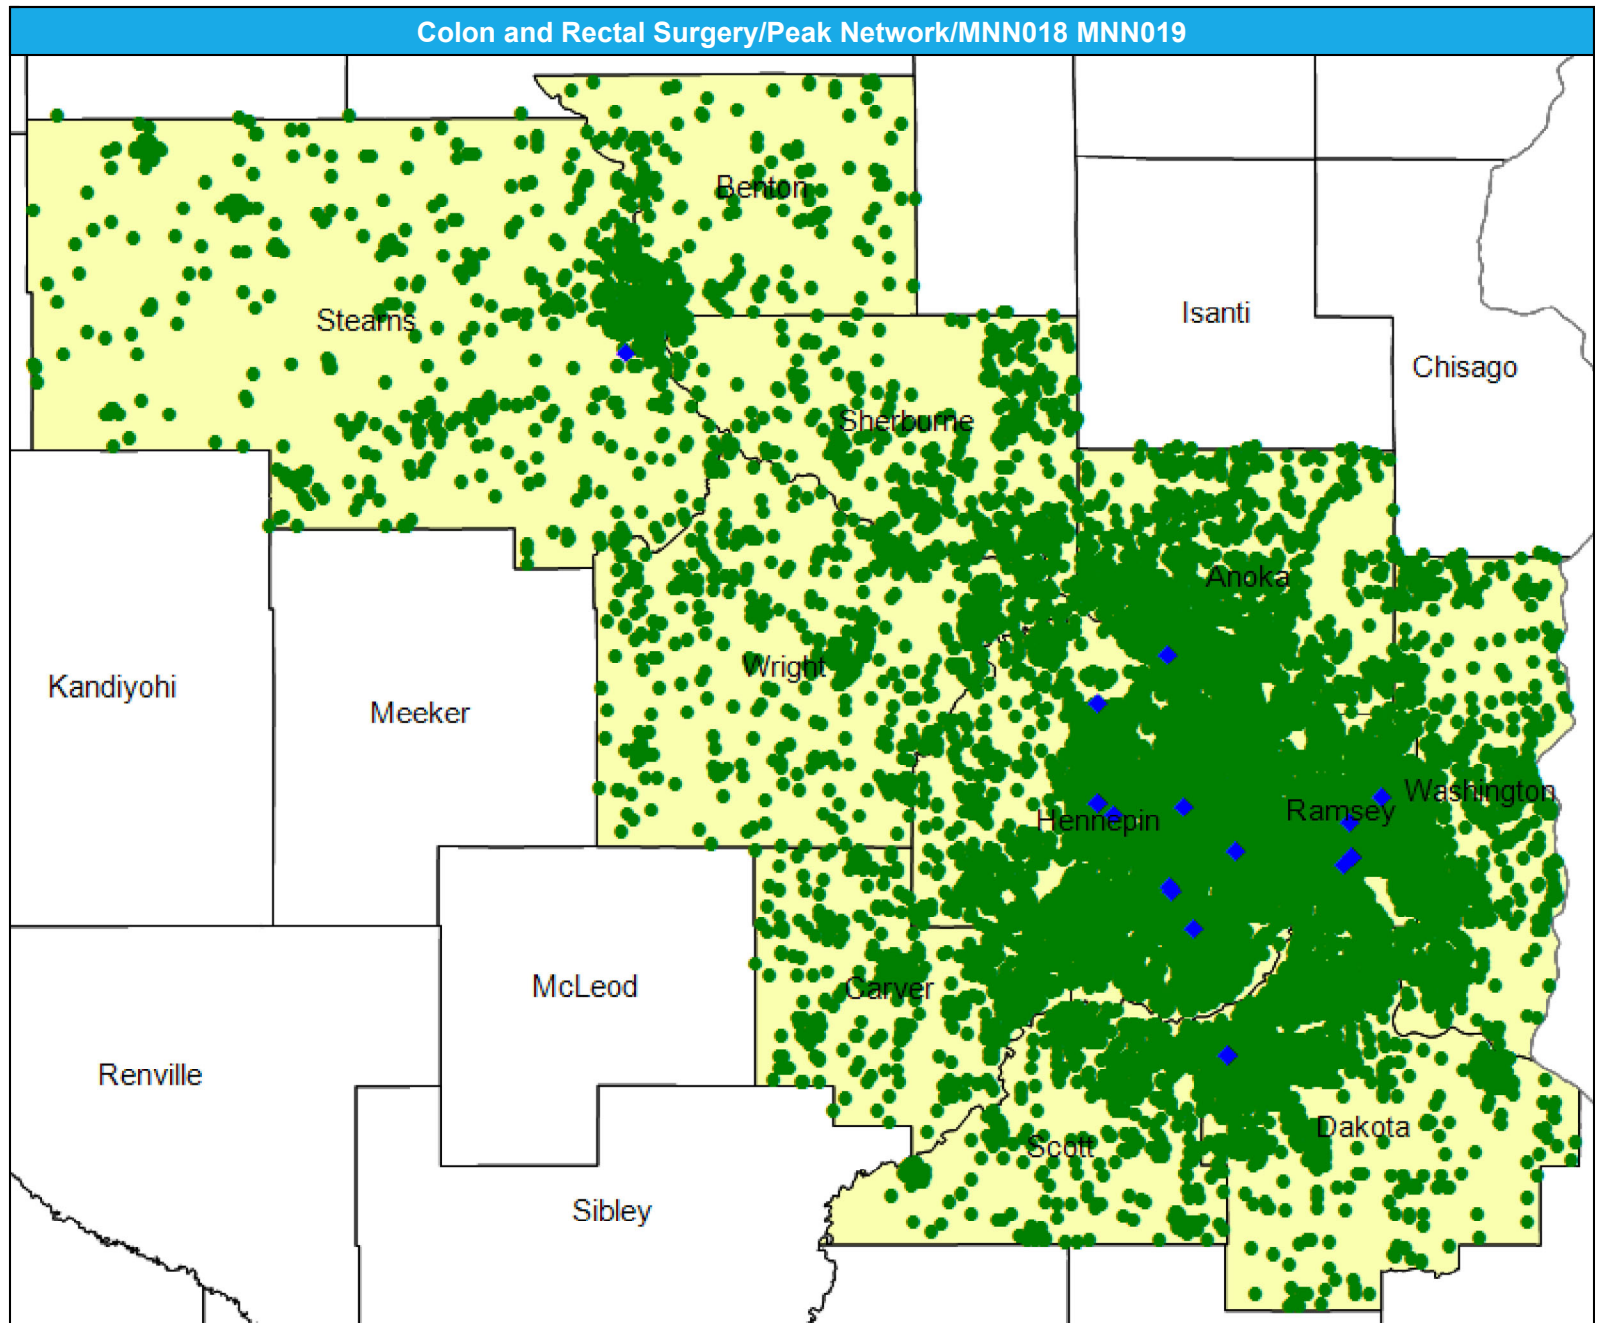 Colon and Rectal Surgery/Peak Network/MNN018 MNN019
Benton
Stearns
Isanti
Chisago
Sherburne
Anoka
Wright
Kandiyohi
Meeker
Washington
Ramsey
Hennepin
McLeod
Carver
Renville
Dakota
Scott
Sibley